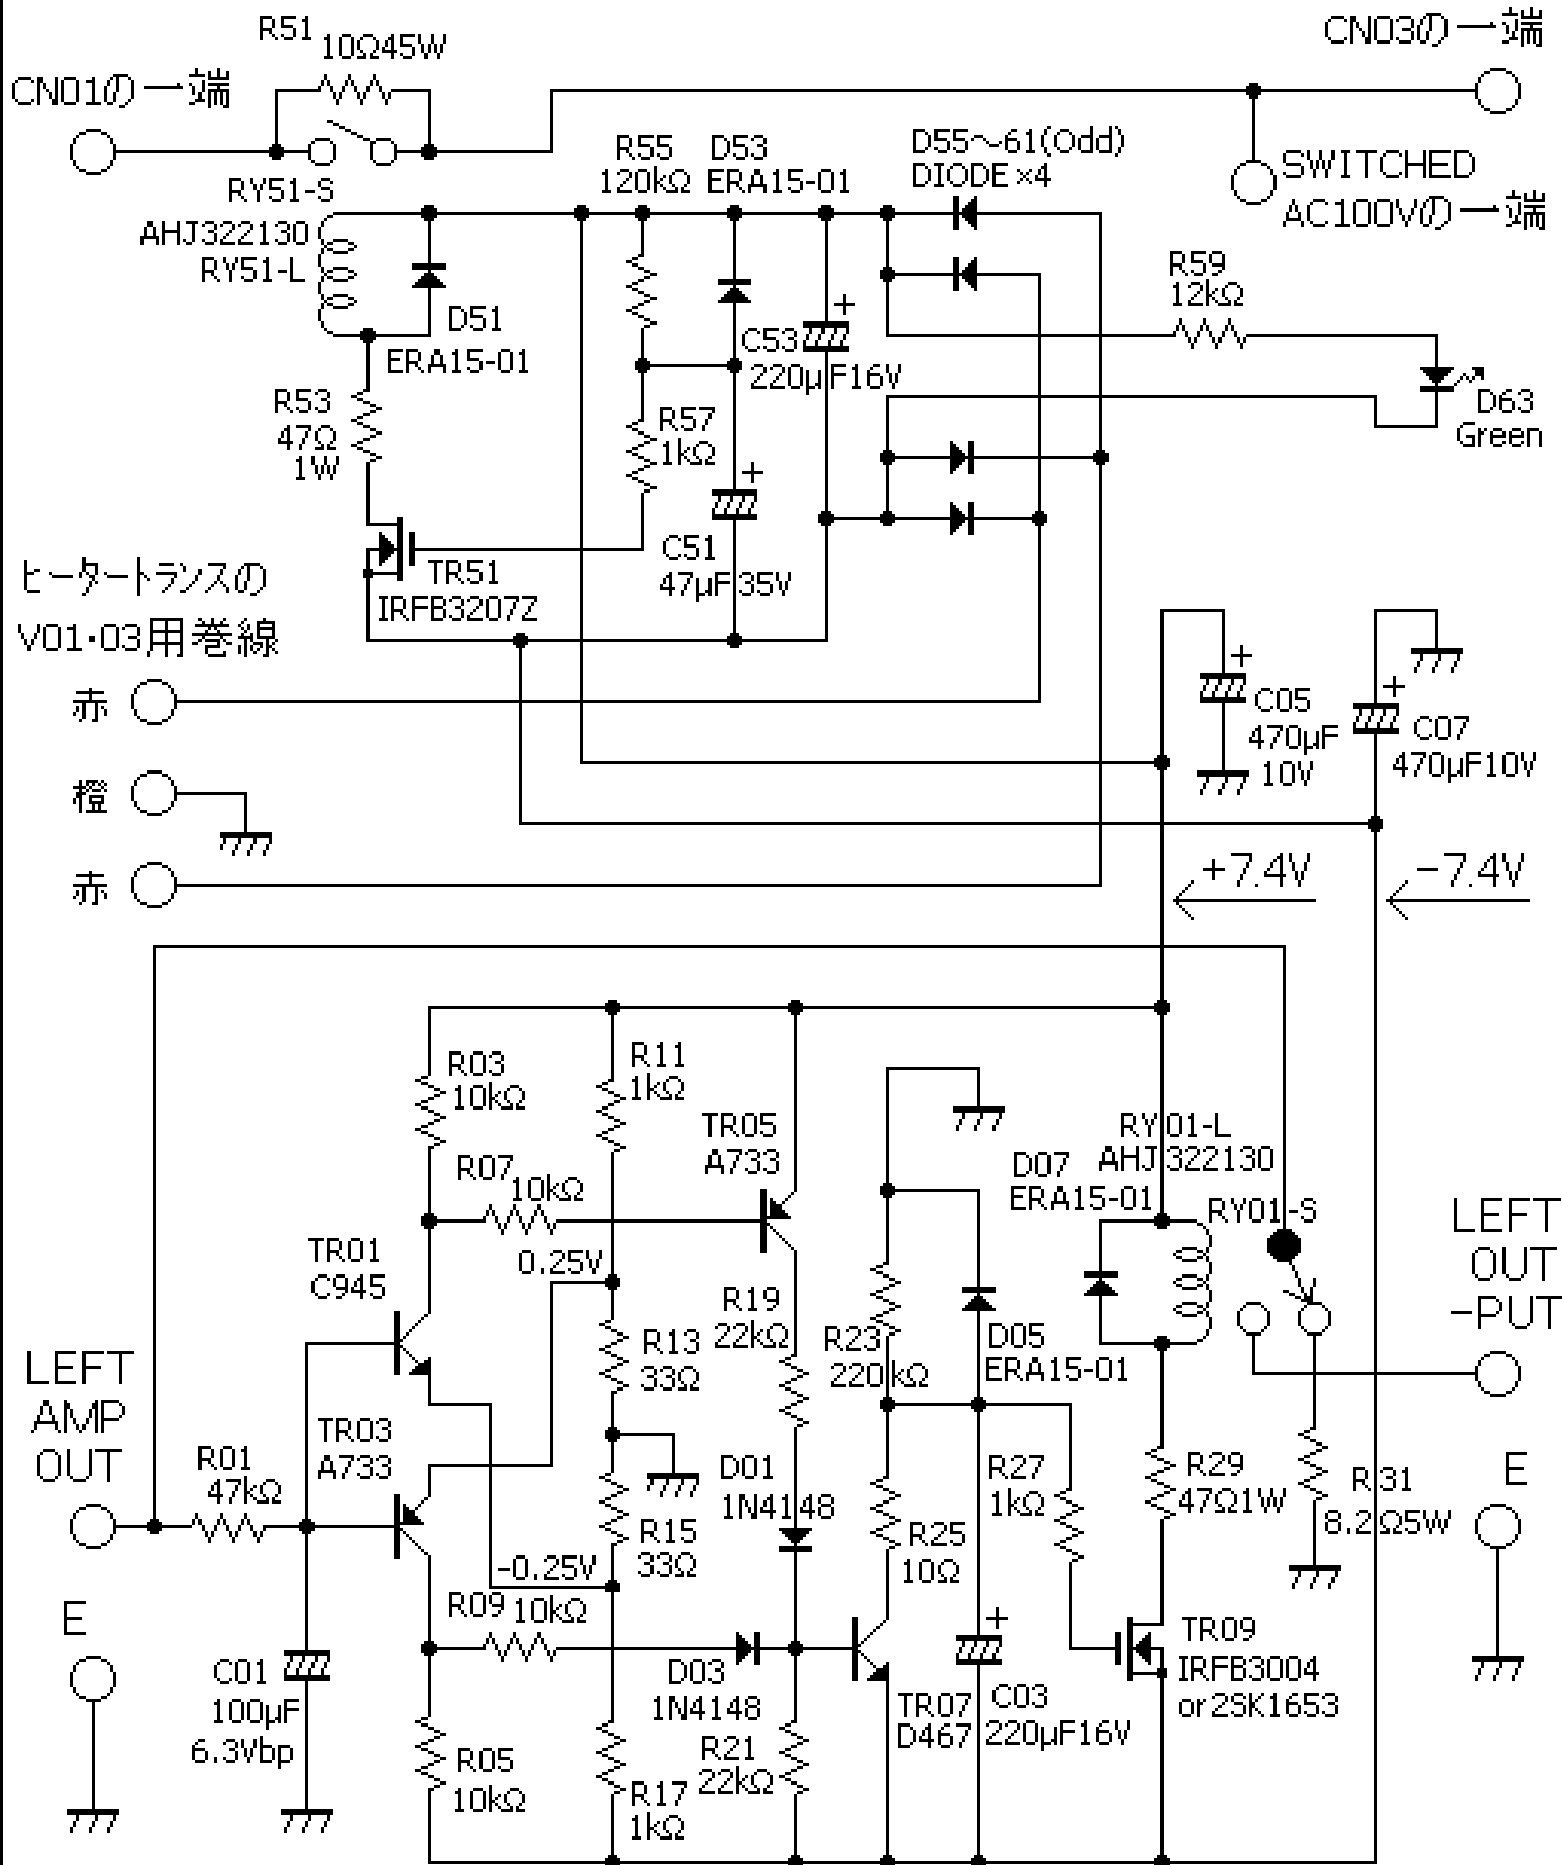 R51
10Ω45W
CN03の一端
CN01の一端
RY51-S
R55
120kΩ
D53
ERA15-01
D55～61(Odd)
DIODE×4
SWITCHED
AC100Vの一端
AHJ322130
RY51-L
R59
12kΩ
D51
ERA15-01
C53
220μF16V
D63
Green
R53
47Ω
1W
R57
1kΩ
C51
47μF35V
TR51
IRFB3207Z
ヒータートランスの
V01・03用巻線
赤
橙
赤
C05
470μF
10V
C07
470μF10V
+7.4V
-7.4V
R03
10kΩ
R11
1kΩ
TR05
A733
R07
10kΩ
RY01-L
AHJ322130
D07
ERA15-01
RY01-S
LEFT
OUT
-PUT
TR01
C945
0.25V
R19
22kΩ
R13
33Ω
R23
220kΩ
D05
ERA15-01
LEFT
AMP
OUT
TR03
A733
R01
47kΩ
D01
1N4148
R15
33Ω
R27
1kΩ
R29
47Ω1W
R31
8.2Ω5W
E
R25
10Ω
-0.25V
R09
10kΩ
E
C01
100μF
6.3Vbp
D03
1N4148
TR07
D467
C03
220μF16V
TR09
IRFB3004
or2SK1653
R05
10kΩ
R17
1kΩ
R21
22kΩ